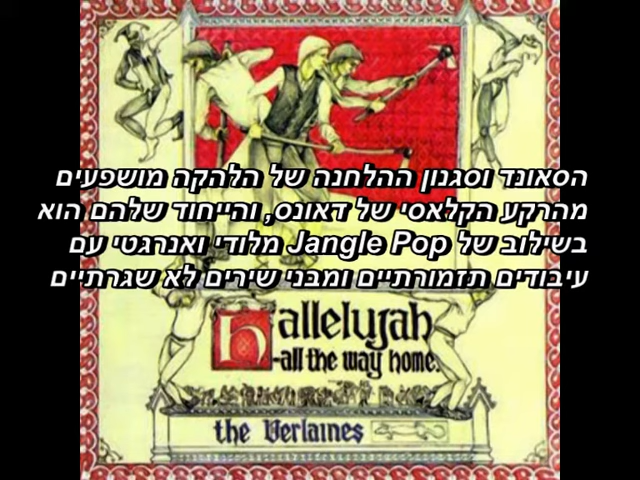 הסאונד וסגנון ההלחנה של הלהקה מושפעים
מהרקע הקלאסי של דאונס, והייחוד שלהם הוא
בשילוב של Jangle Pop מלודי ואנרגטי עם
עיבודים תזמורתיים ומבני שירים לא שגרתיים
hallelujah
-all the way home.
the Verlaines